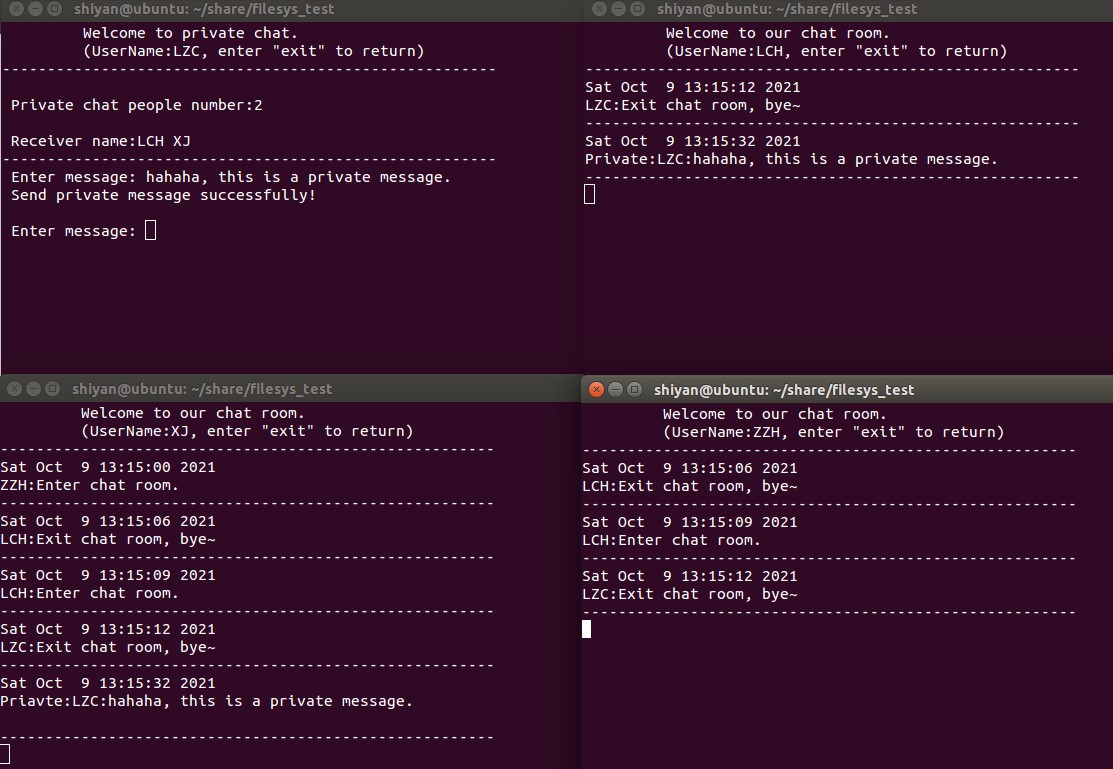 shiyan@ubuntu: ~/share/filesys_test
Welcome to private chat.
(UserName:LZC, enter "exit" to return)
-------------------------------------------------------
Private chat people number:2
Receiver name:LCH XJ
-------------------------------------------------------
Enter message: hahaha, this is a private message.
Send private message successfully!
Enter message:
shiyan@ubuntu: ~/share/filesys_test
Welcome to our chat room.
(UserName:LCH, enter "exit" to return)
-------------------------------------------------------
Sat Oct  9 13:15:12 2021
LZC:Exit chat room, bye~
-------------------------------------------------------
Sat Oct  9 13:15:32 2021
Private:LZC:hahaha, this is a private message.
-------------------------------------------------------
shiyan@ubuntu: ~/share/filesys_test
Welcome to our chat room.
(UserName:XJ, enter "exit" to return)
-------------------------------------------------------
Sat Oct  9 13:15:00 2021
ZZH:Enter chat room.
-------------------------------------------------------
Sat Oct  9 13:15:06 2021
LCH:Exit chat room, bye~
-------------------------------------------------------
Sat Oct  9 13:15:09 2021
LCH:Enter chat room.
-------------------------------------------------------
Sat Oct  9 13:15:12 2021
LZC:Exit chat room, bye~
-------------------------------------------------------
Sat Oct  9 13:15:32 2021
Priavte:LZC:hahaha, this is a private message.
-------------------------------------------------------
shiyan@ubuntu: ~/share/filesys_test
Welcome to our chat room.
(UserName:ZZH, enter "exit" to return)
-------------------------------------------------------
Sat Oct  9 13:15:06 2021
LCH:Exit chat room, bye~
-------------------------------------------------------
Sat Oct  9 13:15:09 2021
LCH:Enter chat room.
-------------------------------------------------------
Sat Oct  9 13:15:12 2021
LZC:Exit chat room, bye~
-------------------------------------------------------